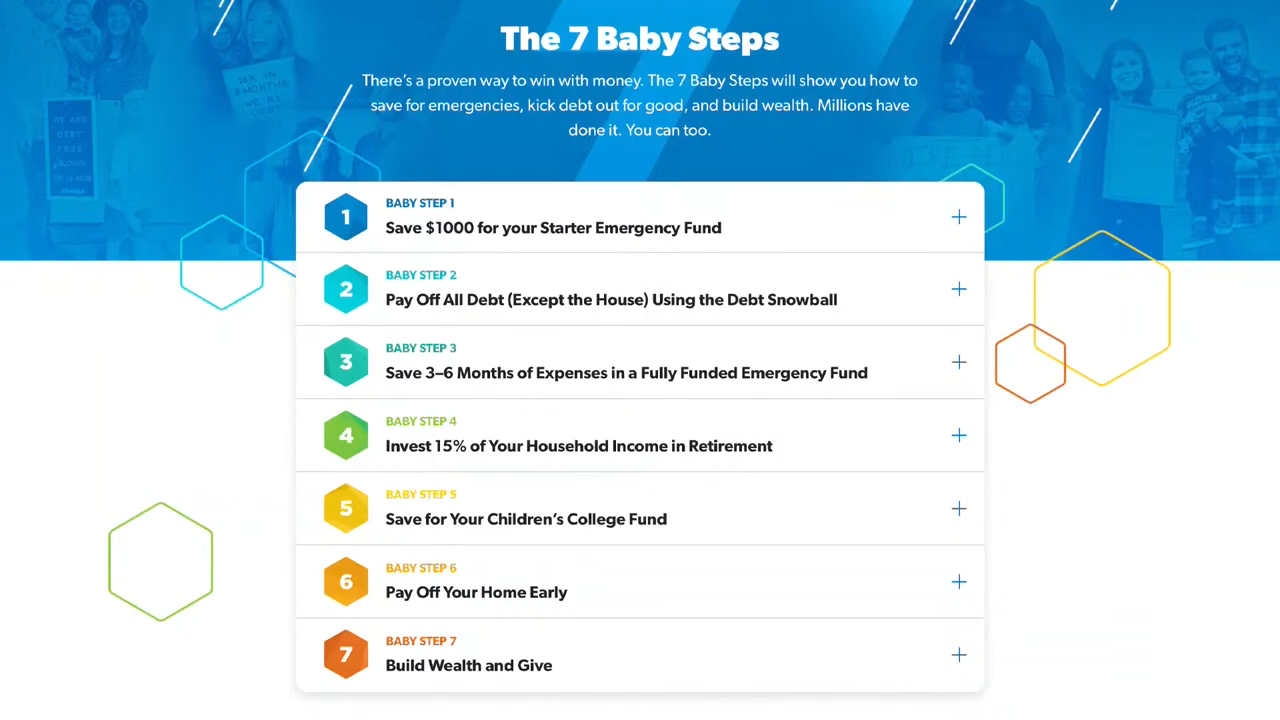 The 7 Baby Steps
There's a proven way to win with money. The 7 Baby Steps will show you how to
save for emergencies, kick debt out for good, and build wealth. Millions have
done it. You can too.
WE ARE
DEBT
FREE
1
BABY STEP 1
Save $1000 for your Starter Emergency Fund
2
BABY STEP 2
Pay Off All Debt (Except the House) Using the Debt Snowball
3
BABY STEP 3
Save 3–6 Months of Expenses in a Fully Funded Emergency Fund
4
BABY STEP 4
Invest 15% of Your Household Income in Retirement
5
BABY STEP 5
Save for Your Children's College Fund
6
BABY STEP 6
Pay Off Your Home Early
7
BABY STEP 7
Build Wealth and Give